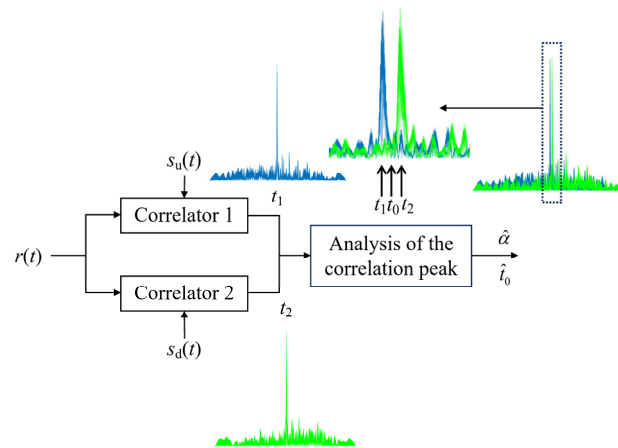 s_u(t)
t_1
t_1 t_0 t_2
Correlator 1
r(t)
Analysis of the
correlation peak
α̂
t̂_0
Correlator 2
t_2
s_d(t)